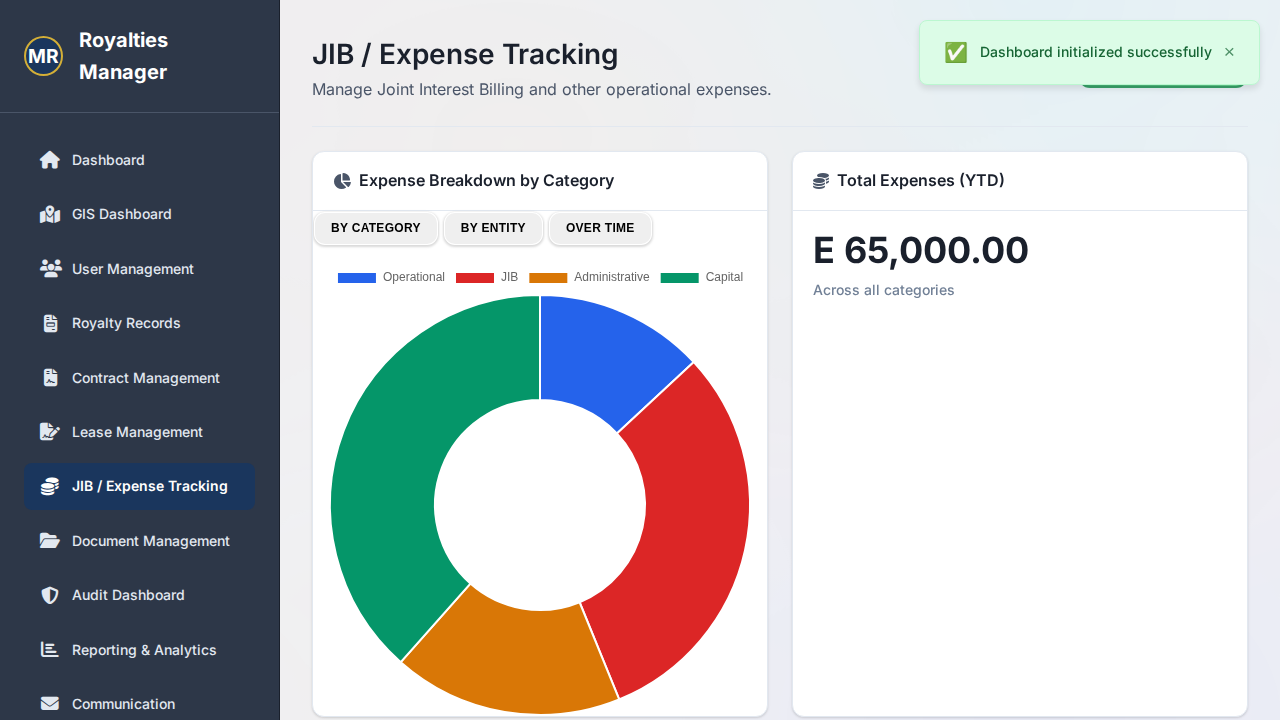 MR
Royalties
Manager
Dashboard
GIS Dashboard
User Management
Royalty Records
Contract Management
Lease Management
JIB / Expense Tracking
Document Management
Audit Dashboard
Reporting & Analytics
Communication
JIB / Expense Tracking
Manage Joint Interest Billing and other operational expenses.
Dashboard initialized successfully ×
Expense Breakdown by Category
BY CATEGORY BY ENTITY OVER TIME
Operational JIB Administrative Capital
Total Expenses (YTD)
E 65,000.00
Across all categories